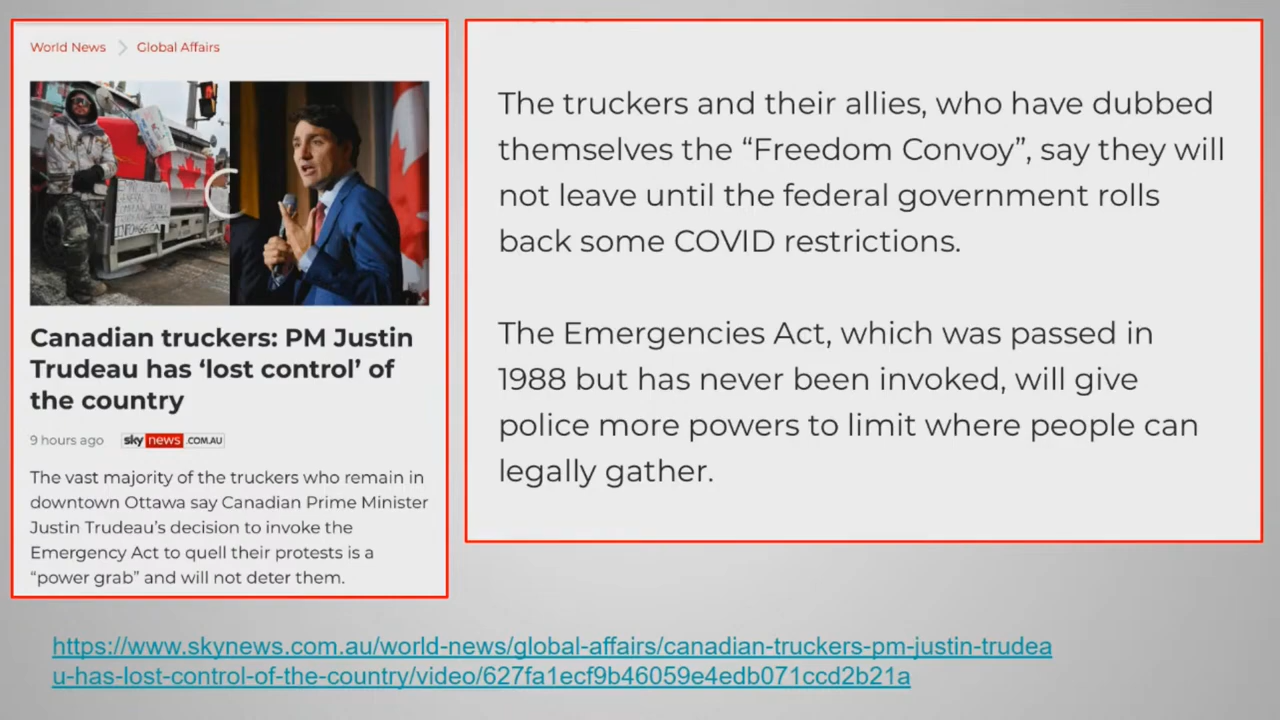 World News > Global Affairs
Canadian truckers: PM Justin
Trudeau has ‘lost control’ of
the country
9 hours ago sky news .COM.AU
The vast majority of the truckers who remain in
downtown Ottawa say Canadian Prime Minister
Justin Trudeau’s decision to invoke the
Emergency Act to quell their protests is a
“power grab” and will not deter them.
The truckers and their allies, who have dubbed
themselves the “Freedom Convoy”, say they will
not leave until the federal government rolls
back some COVID restrictions.
The Emergencies Act, which was passed in
1988 but has never been invoked, will give
police more powers to limit where people can
legally gather.
https://www.skynews.com.au/world-news/global-affairs/canadian-truckers-pm-justin-trudea
u-has-lost-control-of-the-country/video/627fa1ecf9b46059e4edb071ccd2b21a